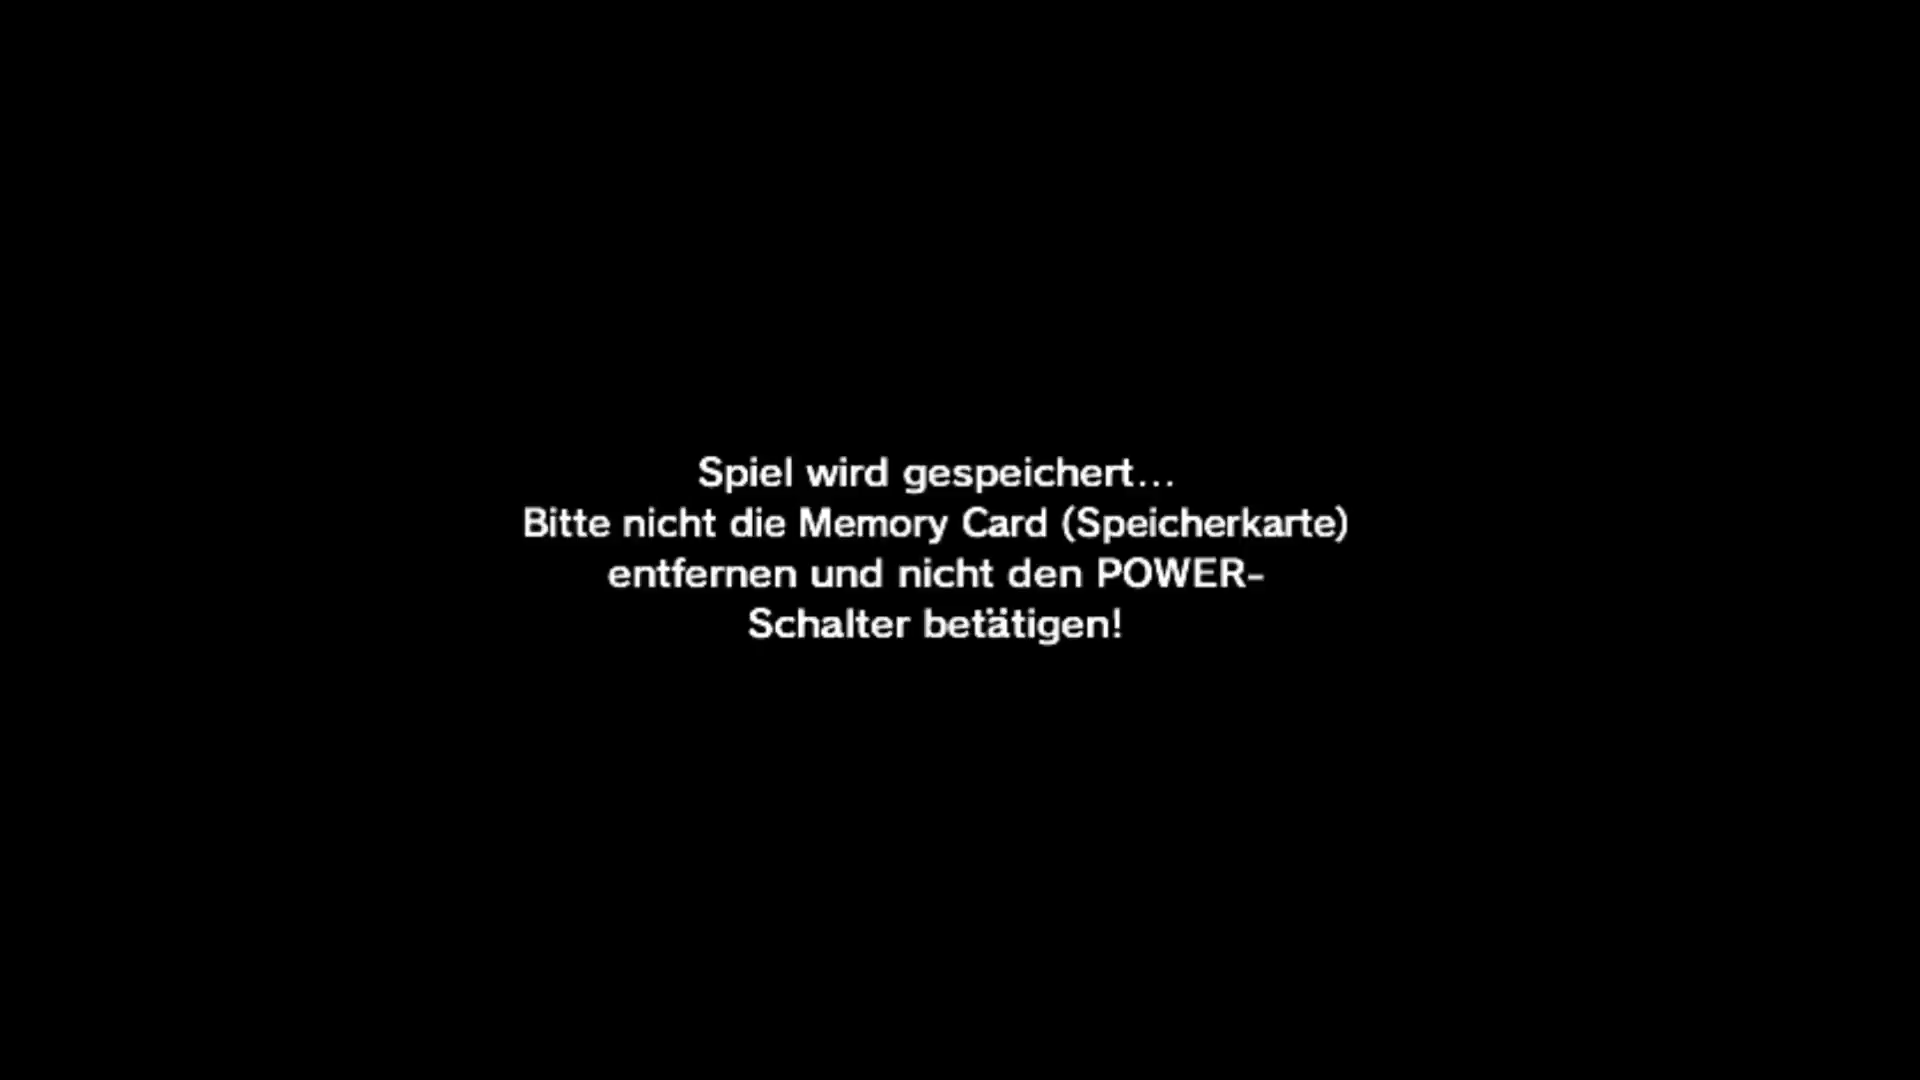 Spiel wird gespeichert...
Bitte nicht die Memory Card (Speicherkarte)
entfernen und nicht den POWER-
Schalter betätigen!